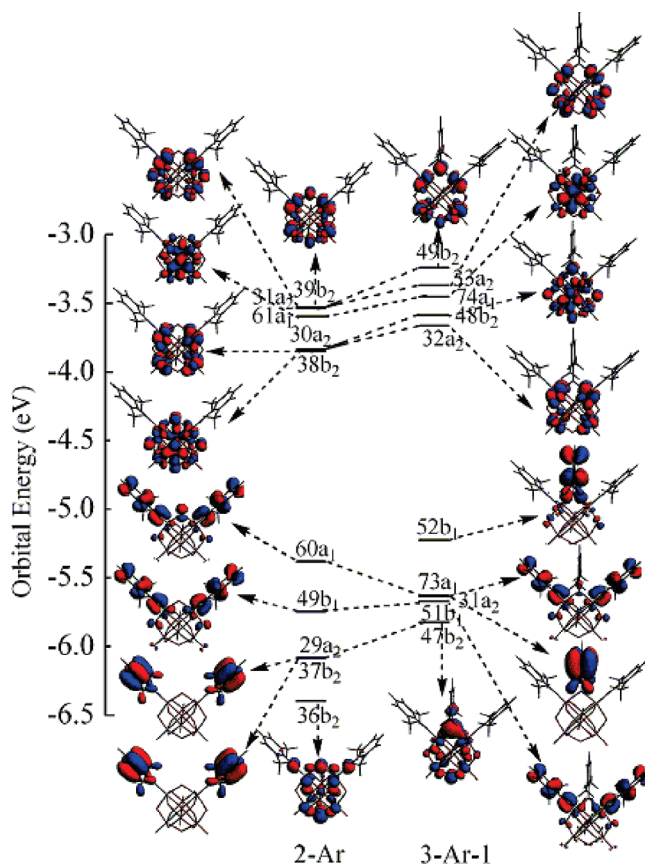 49b₂
-3.0
39b₂
53a₂
31a₂
-3.5
74a₁
61a₁
48b₂
30a₂
32a₂
-4.0
38b₂
Orbital Energy (eV)
-4.5
-5.0
52b₁
60a₁
-5.5
73a₁
31a₂
49b₁
51b₁
-6.0
29a₂
47b₂
37b₂
-6.5
36b₂
2-Ar
3-Ar-1